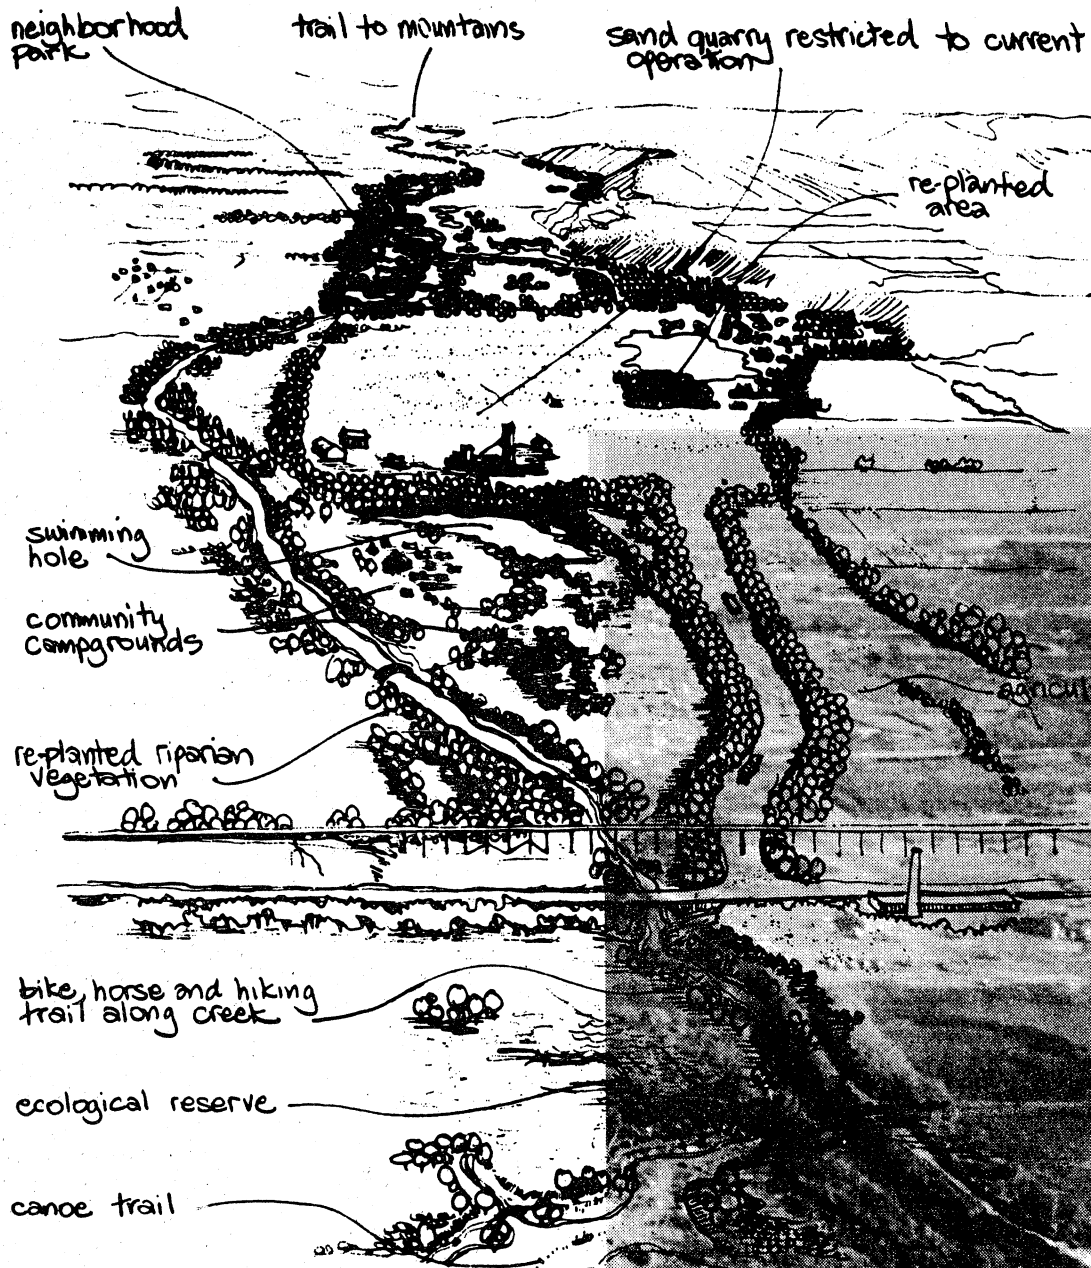 neighborhood
park
trail to mountains
sand quarry restricted to current
operation
re-planted
area
swimming
hole
community
campgrounds
re-planted riparian
vegetation
agricul
bike, horse and hiking
trail along creek
ecological reserve
canoe trail